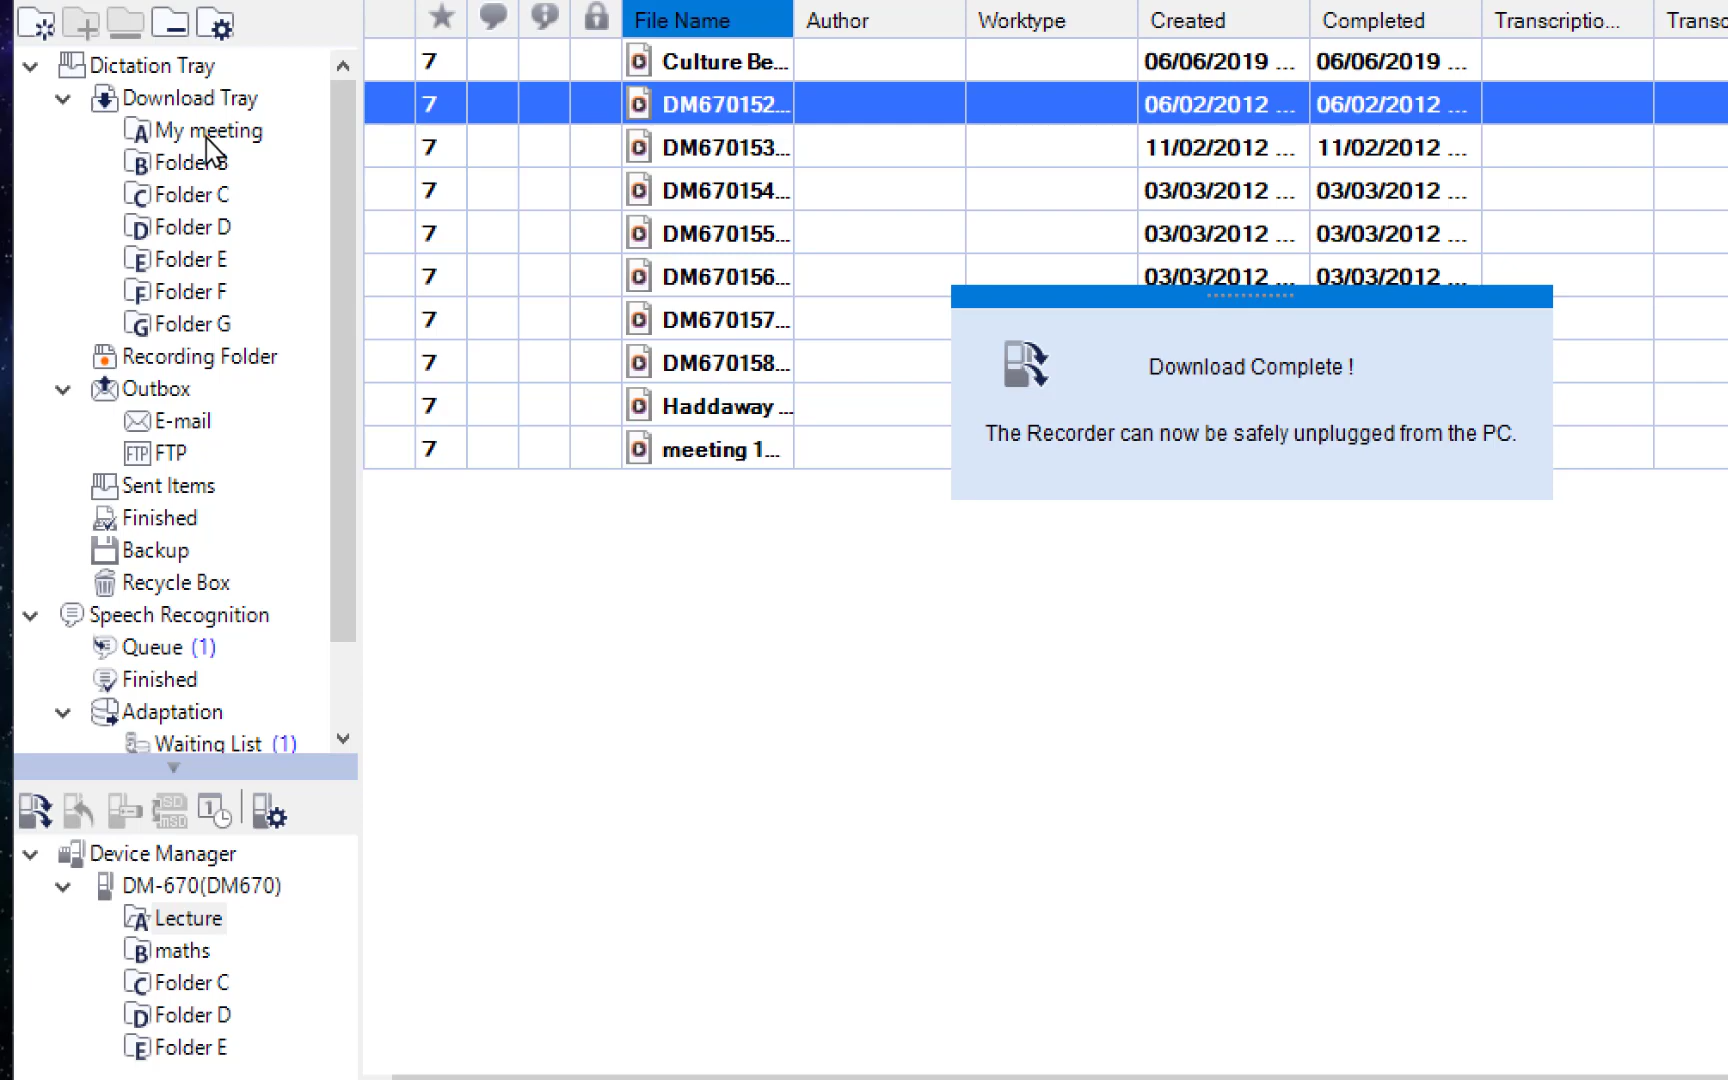 File Name Author Worktype Created Completed Transcriptio... Transc
7 Culture Be... 06/06/2019 ... 06/06/2019 ...
7 DM670152... 06/02/2012 ... 06/02/2012 ...
7 DM670153... 11/02/2012 ... 11/02/2012 ...
7 DM670154... 03/03/2012 ... 03/03/2012 ...
7 DM670155... 03/03/2012 ... 03/03/2012 ...
7 DM670156... 03/03/2012 ... 03/03/2012 ...
7 DM670157...
7 DM670158...
7 Haddaway ...
7 meeting 1...
Download Complete !
The Recorder can now be safely unplugged from the PC.
Dictation Tray
Download Tray
A My meeting
B Folder B
C Folder C
D Folder D
E Folder E
F Folder F
G Folder G
Recording Folder
Outbox
E-mail
FTP FTP
Sent Items
Finished
Backup
Recycle Box
Speech Recognition
Queue (1)
Finished
Adaptation
Waiting List (1)
SD
mSD
1
Device Manager
DM-670(DM670)
A Lecture
B maths
C Folder C
D Folder D
E Folder E